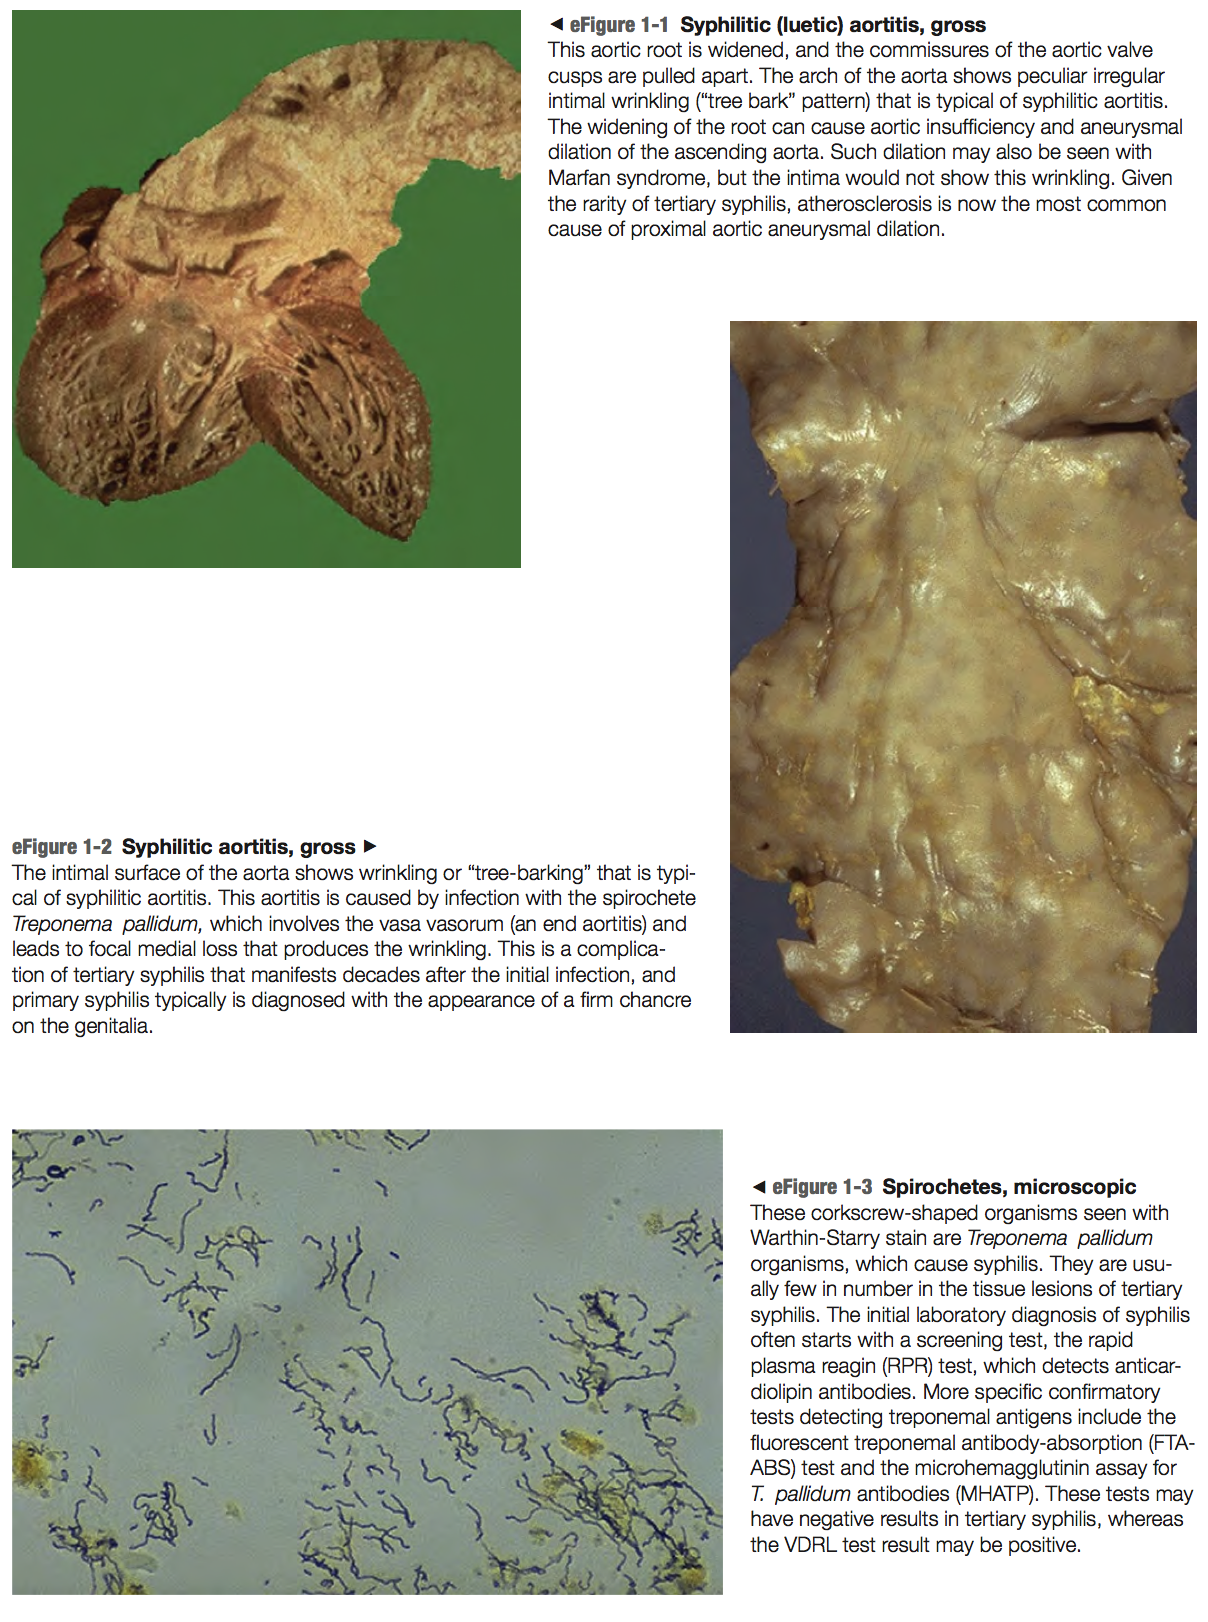 ◄ eFigure 1-1 Syphilitic (luetic) aortitis, gross
This aortic root is widened, and the commissures of the aortic valve
cusps are pulled apart. The arch of the aorta shows peculiar irregular
intimal wrinkling (“tree bark” pattern) that is typical of syphilitic aortitis.
The widening of the root can cause aortic insufficiency and aneurysmal
dilation of the ascending aorta. Such dilation may also be seen with
Marfan syndrome, but the intima would not show this wrinkling. Given
the rarity of tertiary syphilis, atherosclerosis is now the most common
cause of proximal aortic aneurysmal dilation.
eFigure 1-2 Syphilitic aortitis, gross ►
The intimal surface of the aorta shows wrinkling or “tree-barking” that is typi-
cal of syphilitic aortitis. This aortitis is caused by infection with the spirochete
Treponema pallidum, which involves the vasa vasorum (an end aortitis) and
leads to focal medial loss that produces the wrinkling. This is a complica-
tion of tertiary syphilis that manifests decades after the initial infection, and
primary syphilis typically is diagnosed with the appearance of a firm chancre
on the genitalia.
◄ eFigure 1-3 Spirochetes, microscopic
These corkscrew-shaped organisms seen with
Warthin-Starry stain are Treponema pallidum
organisms, which cause syphilis. They are usu-
ally few in number in the tissue lesions of tertiary
syphilis. The initial laboratory diagnosis of syphilis
often starts with a screening test, the rapid
plasma reagin (RPR) test, which detects anticar-
diolipin antibodies. More specific confirmatory
tests detecting treponemal antigens include the
fluorescent treponemal antibody-absorption (FTA-
ABS) test and the microhemagglutinin assay for
T. pallidum antibodies (MHATP). These tests may
have negative results in tertiary syphilis, whereas
the VDRL test result may be positive.